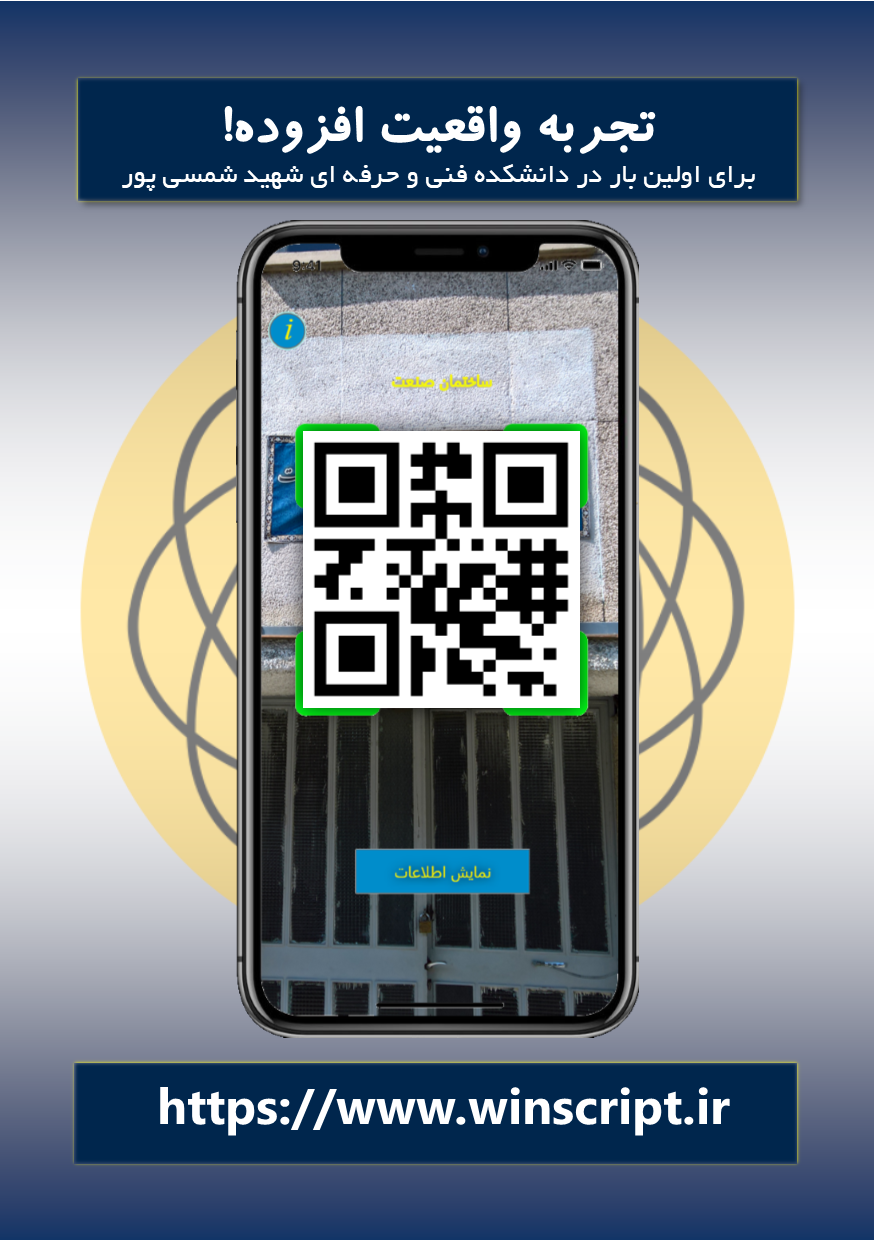 تجربه واقعیت افزوده!
برای اولین بار در دانشکده فنی و حرفه ای شهید شمسی پور
9:41
i
ساختمان صنعت
نمایش اطلاعات
https://www.winscript.ir